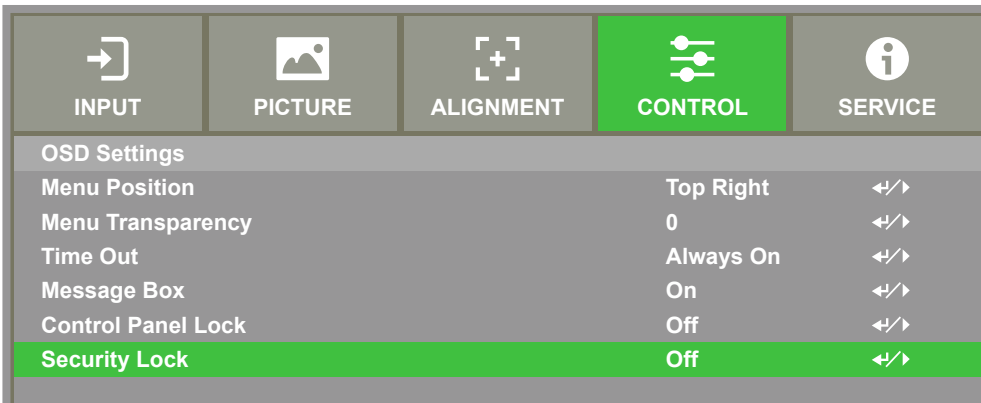 INPUT PICTURE ALIGNMENT CONTROL SERVICE
OSD Settings
Menu Position Top Right
Menu Transparency 0
Time Out Always On
Message Box On
Control Panel Lock Off
Security Lock Off